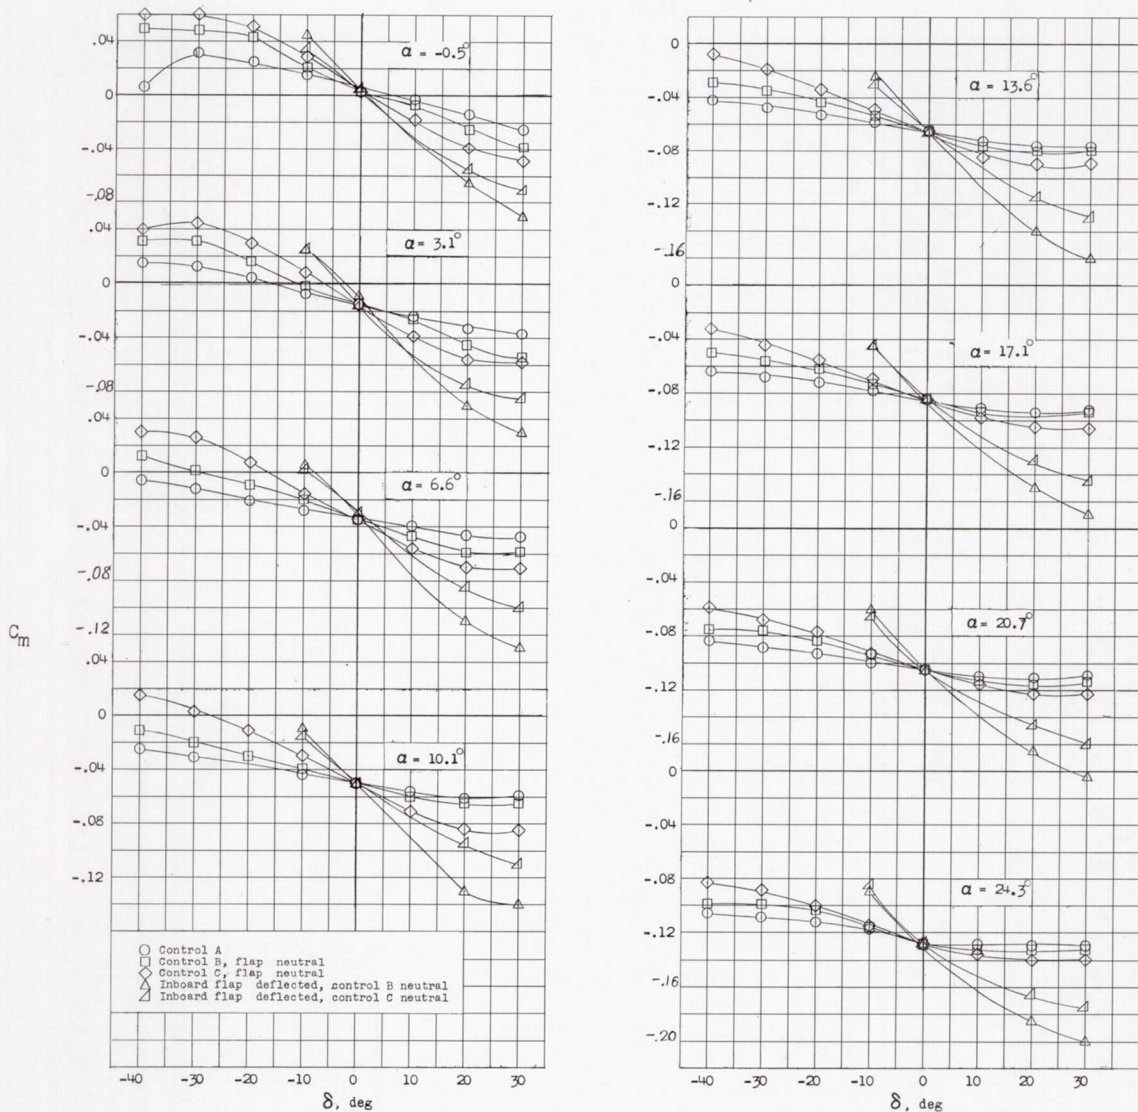 .04
α = -0.5°
0
-.04
-.08
.04
α = 3.1°
0
-.04
-.08
.04
0
α = 6.6°
-.04
-.08
Cm
-.12
.04
0
α = 10.1°
-.04
-.08
-.12
Control A
Control B, flap neutral
Control C, flap neutral
Inboard flap deflected, control B neutral
Inboard flap deflected, control C neutral
-40 -30 -20 -10 0 10 20 30
δ, deg
0
α = 13.6°
-.04
-.08
-.12
-.16
0
-.04
α = 17.1°
-.08
-.12
-.16
0
-.04
α = 20.7°
-.08
-.12
-.16
0
-.04
-.08
α = 24.3°
-.12
-.16
-.20
-40 -30 -20 -10 0 10 20 30
δ, deg